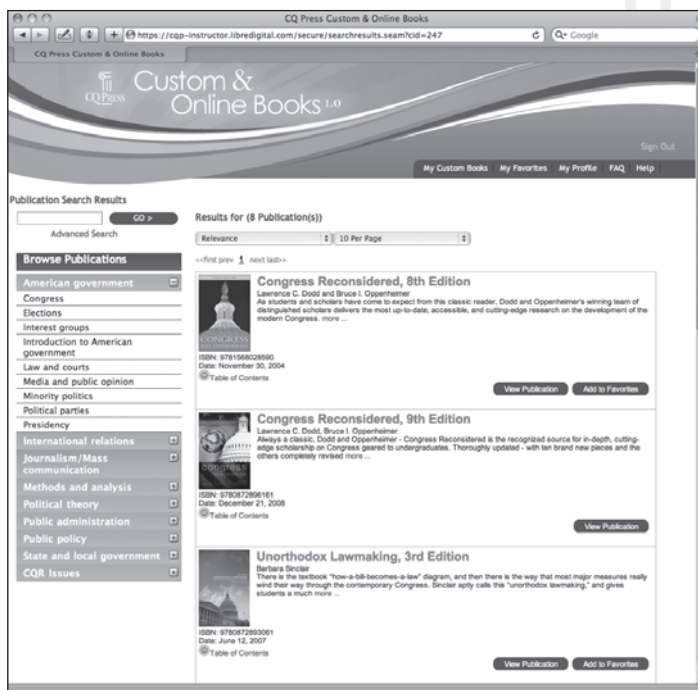 CQ Press Custom & Online Books
https://cqp-instructor.libredigital.com/secure/searchresults.seam?cid=247
Google
CQ Press Custom & Online Books
CQ PRESS
Custom &
Online Books 1.0
Sign Out
My Custom Books My Favorites My Profile FAQ Help
Publication Search Results
GO >
Advanced Search
Browse Publications
American government
Congress
Elections
Interest groups
Introduction to American
government
Law and courts
Media and public opinion
Minority politics
Political parties
Presidency
International relations
Journalism/Mass
communication
Methods and analysis
Political theory
Public administration
Public policy
State and local government
CQR Issues
Results for (8 Publication(s))
Relevance 10 Per Page
<<first prev 1 next last>>
CONGRESS
RECONSIDERED
Congress Reconsidered, 8th Edition
Lawrence C. Dodd and Bruce I. Oppenheimer
As students and scholars have come to expect from this classic reader, Dodd and Oppenheimer's winning team of
distinguished scholars delivers the most up-to-date, accessible, and cutting-edge research on the development of the
modern Congress. more ...
ISBN: 9781568028590
Date: November 30, 2004
Table of Contents
View Publication Add to Favorites
congress
Congress Reconsidered, 9th Edition
Lawrence C. Dodd, Bruce I. Oppenheimer
Always a classic, Dodd and Oppenheimer - Congress Reconsidered is the recognized source for in-depth, cutting-
edge scholarship on Congress geared to undergraduates. Thoroughly updated - with ten brand new pieces and the
others completely revised more ...
ISBN: 9780872896161
Date: December 21, 2008
Table of Contents
View Publication
Unorthodox Lawmaking, 3rd Edition
Barbara Sinclair
There is the textbook "how-a-bill-becomes-a-law" diagram, and then there is the way that most major measures really
wind their way through the contemporary Congress. Sinclair aptly calls this "unorthodox lawmaking," and gives
students a much more ...
ISBN: 9780872893061
Date: June 12, 2007
Table of Contents
View Publication Add to Favorites